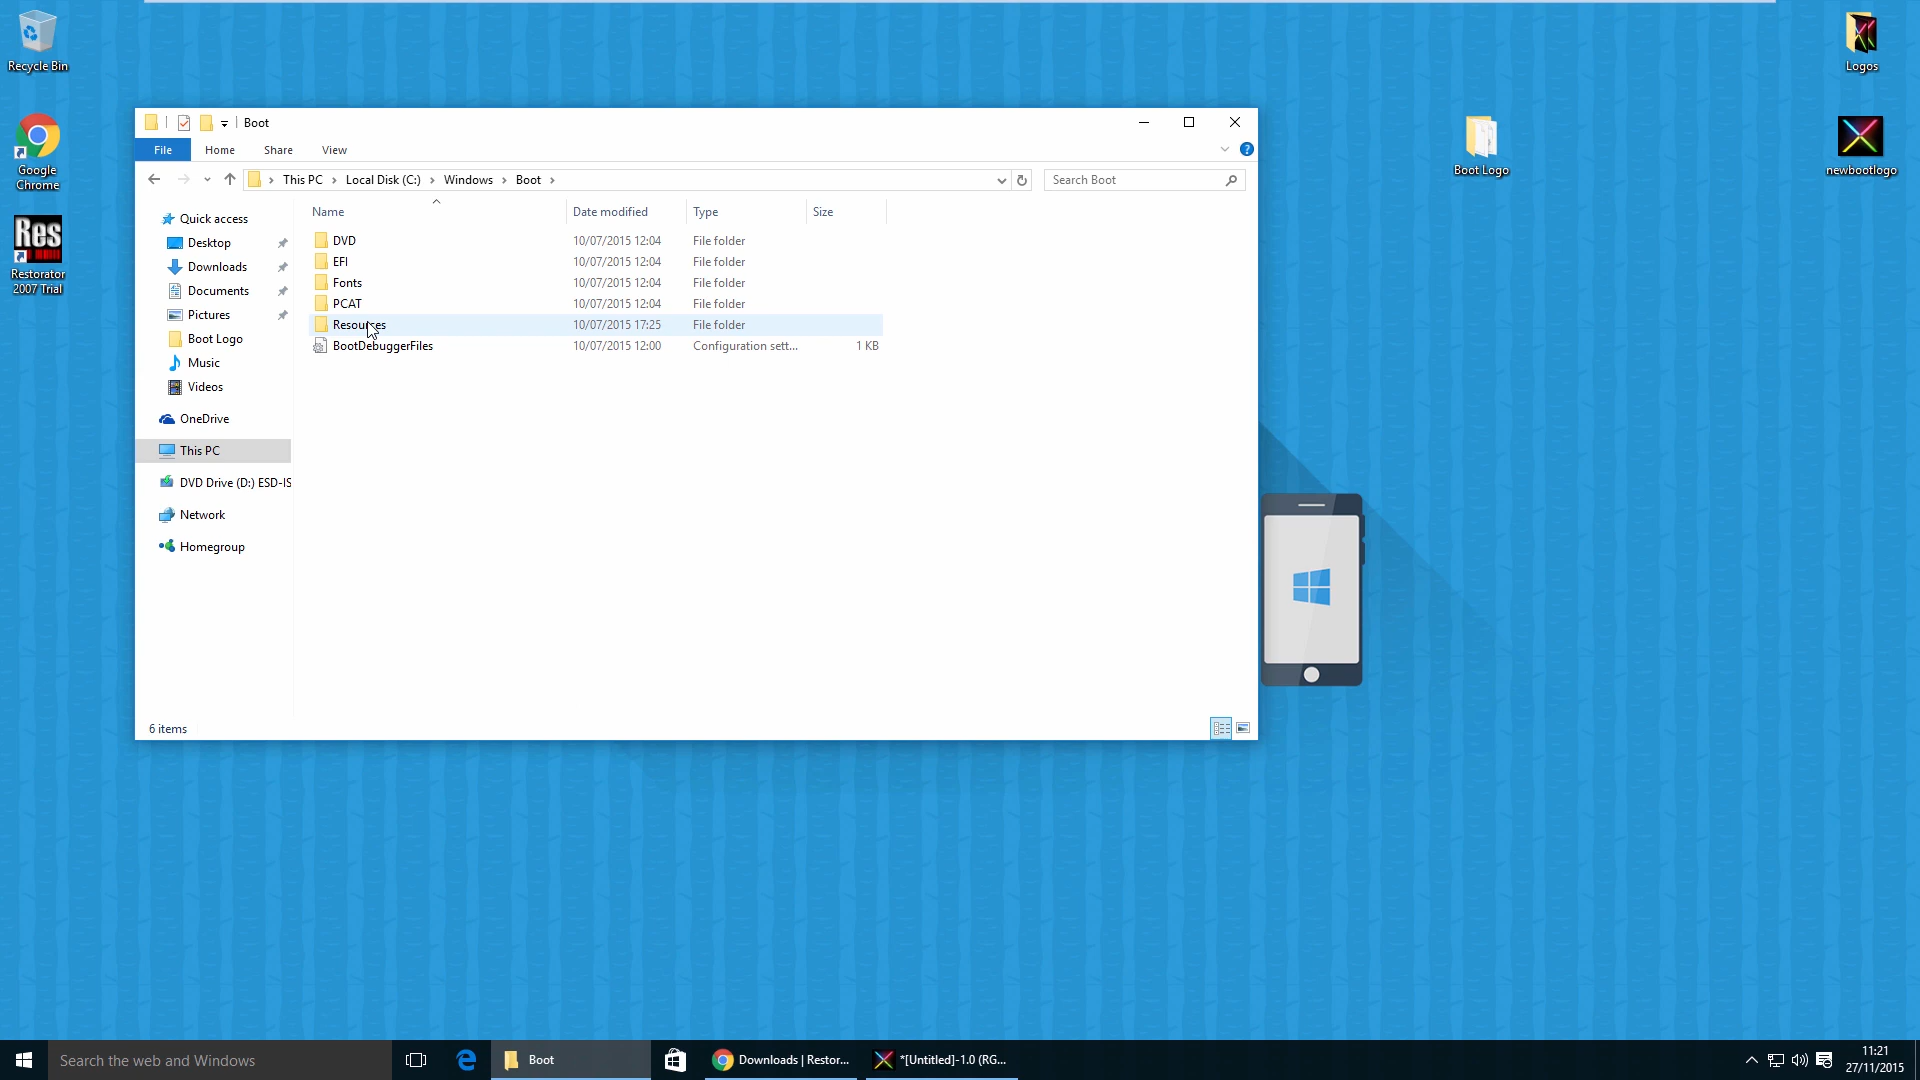 Recycle Bin
Google
Chrome
Res
Restorator
2007 Trial
Logos
Boot Logo
newbootlogo
Boot
File
Home
Share
View
This PC
Local Disk (C:)
Windows
Boot
Search Boot
Name
Date modified
Type
Size
DVD 10/07/2015 12:04 File folder
EFI 10/07/2015 12:04 File folder
Fonts 10/07/2015 12:04 File folder
PCAT 10/07/2015 12:04 File folder
Resources 10/07/2015 17:25 File folder
BootDebuggerFiles 10/07/2015 12:00 Configuration sett... 1 KB
Quick access
Desktop
Downloads
Documents
Pictures
Boot Logo
Music
Videos
OneDrive
This PC
DVD Drive (D:) ESD-IS
Network
Homegroup
6 items
Search the web and Windows
Boot
Downloads | Restor...
*[Untitled]-1.0 (RG...
11:21
27/11/2015